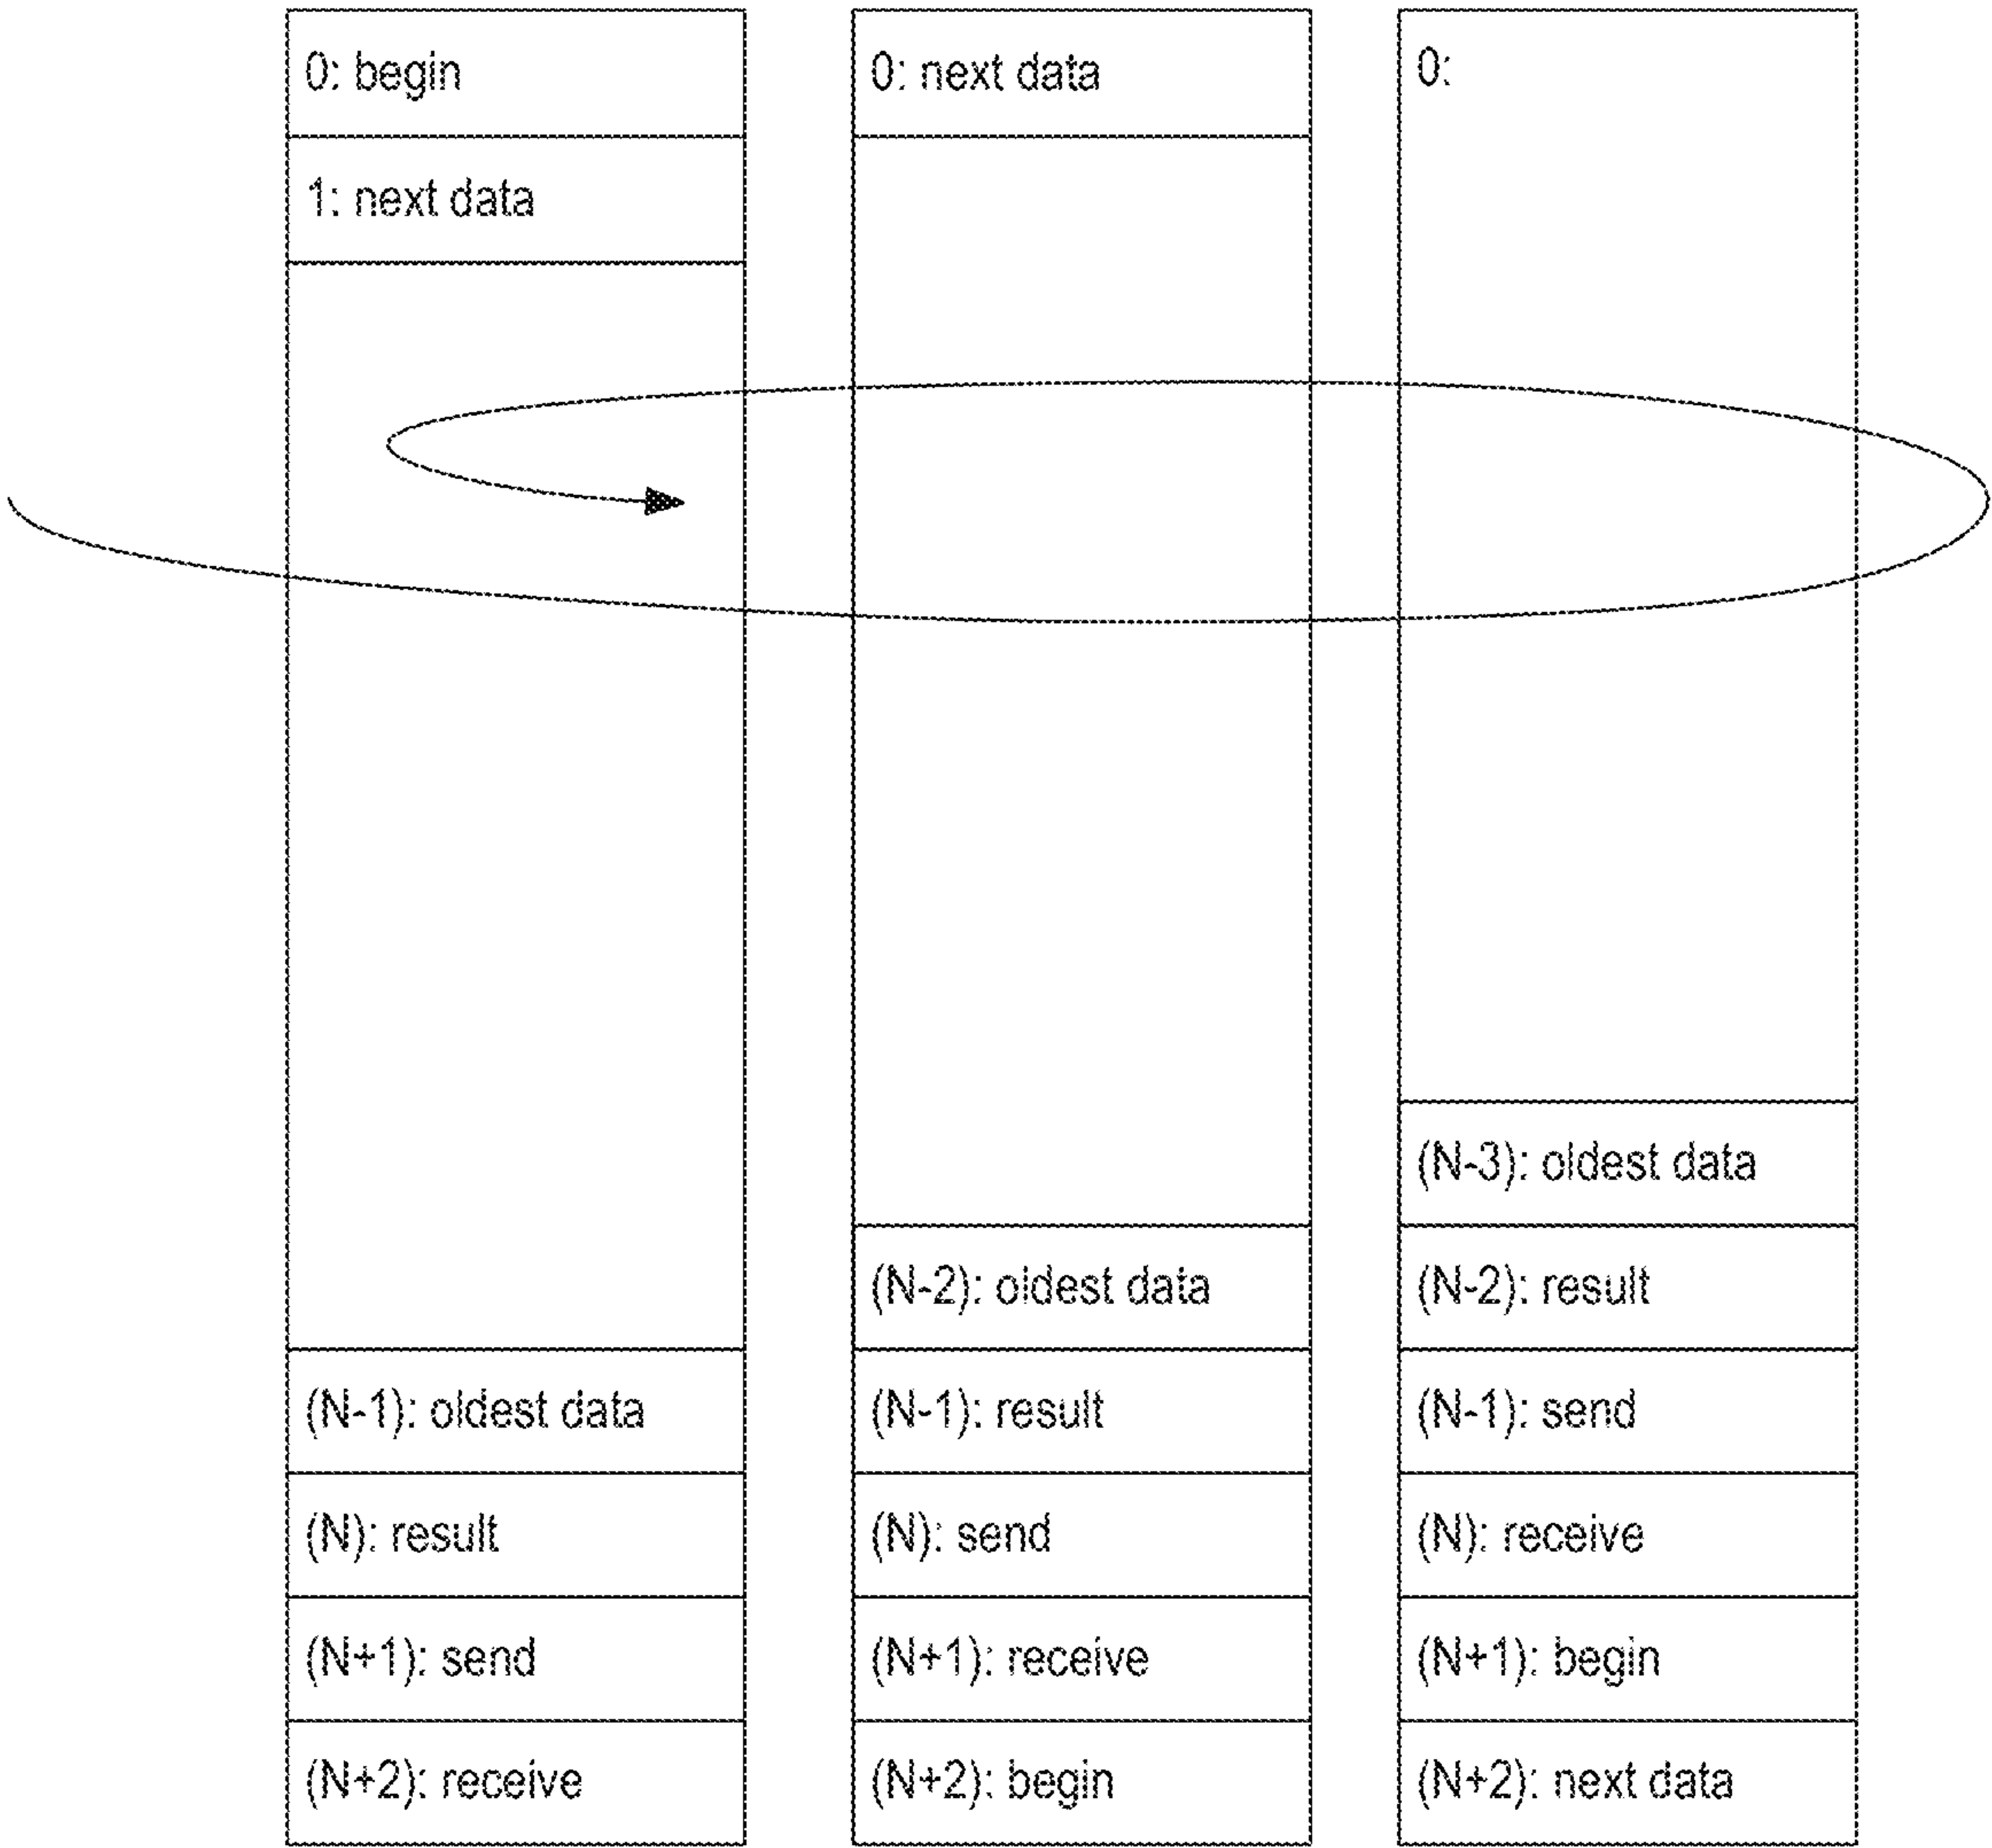 0: begin
1: next data
(N-1): oldest data
(N): result
(N+1): send
(N+2): receive
0: next data
(N-2): oldest data
(N-1): result
(N): send
(N+1): receive
(N+2): begin
0:
(N-3): oldest data
(N-2): result
(N-1): send
(N): receive
(N+1): begin
(N+2): next data